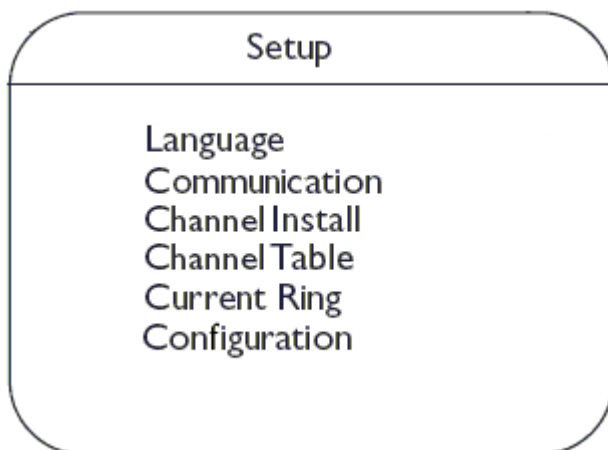 Setup
Language
Communication
Channel Install
Channel Table
Current Ring
Configuration